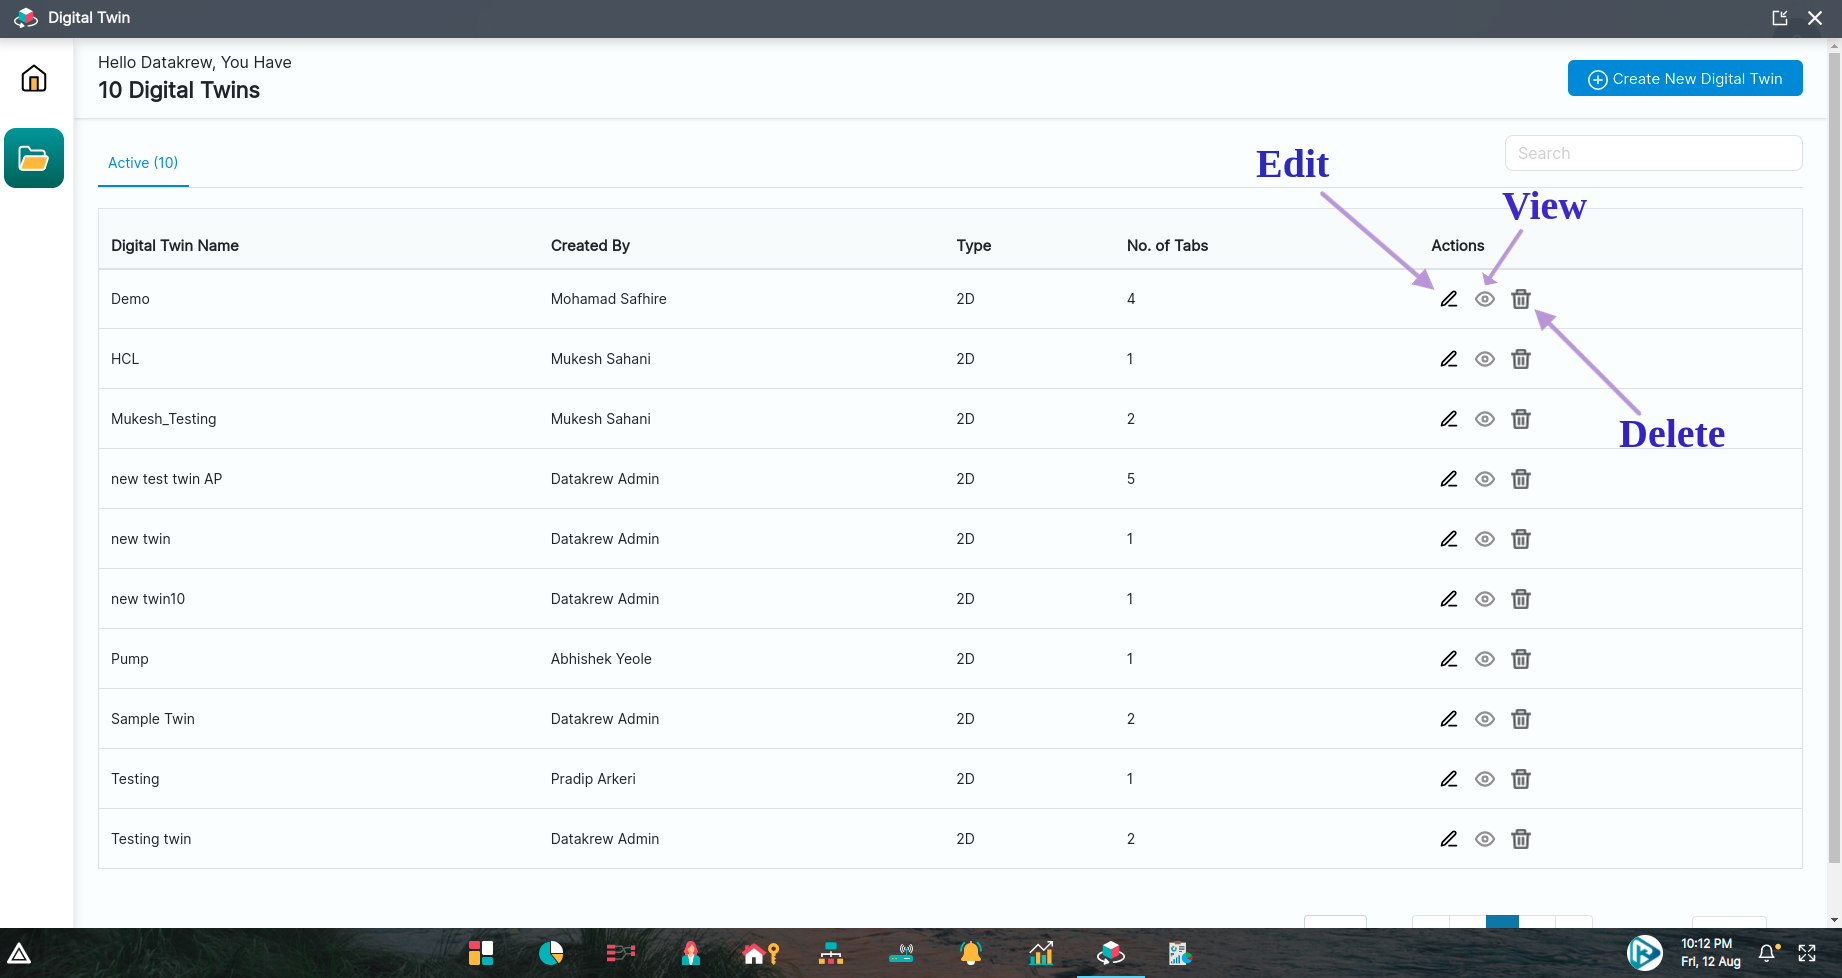 Digital Twin
Hello Datakrew, You Have
10 Digital Twins
Create New Digital Twin
Active (10)
Search
Edit
View
Digital Twin Name Created By Type No. of Tabs Actions
Demo Mohamad Safhire 2D 4
HCL Mukesh Sahani 2D 1
Mukesh_Testing Mukesh Sahani 2D 2
Delete
new test twin AP Datakrew Admin 2D 5
new twin Datakrew Admin 2D 1
new twin10 Datakrew Admin 2D 1
Pump Abhishek Yeole 2D 1
Sample Twin Datakrew Admin 2D 2
Testing Pradip Arkeri 2D 1
Testing twin Datakrew Admin 2D 2
10:12 PM
Fri, 12 Aug